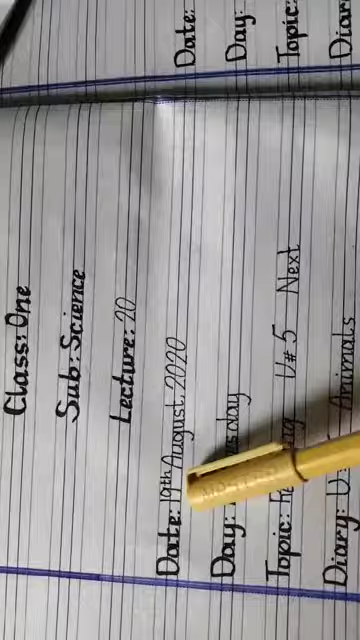 Class: One
Sub: Science
Lecture: 20
Date: 19th August, 2020
Day:
Topic: U# 5 Next
Diary: Animals
Date:
Day:
Topic: